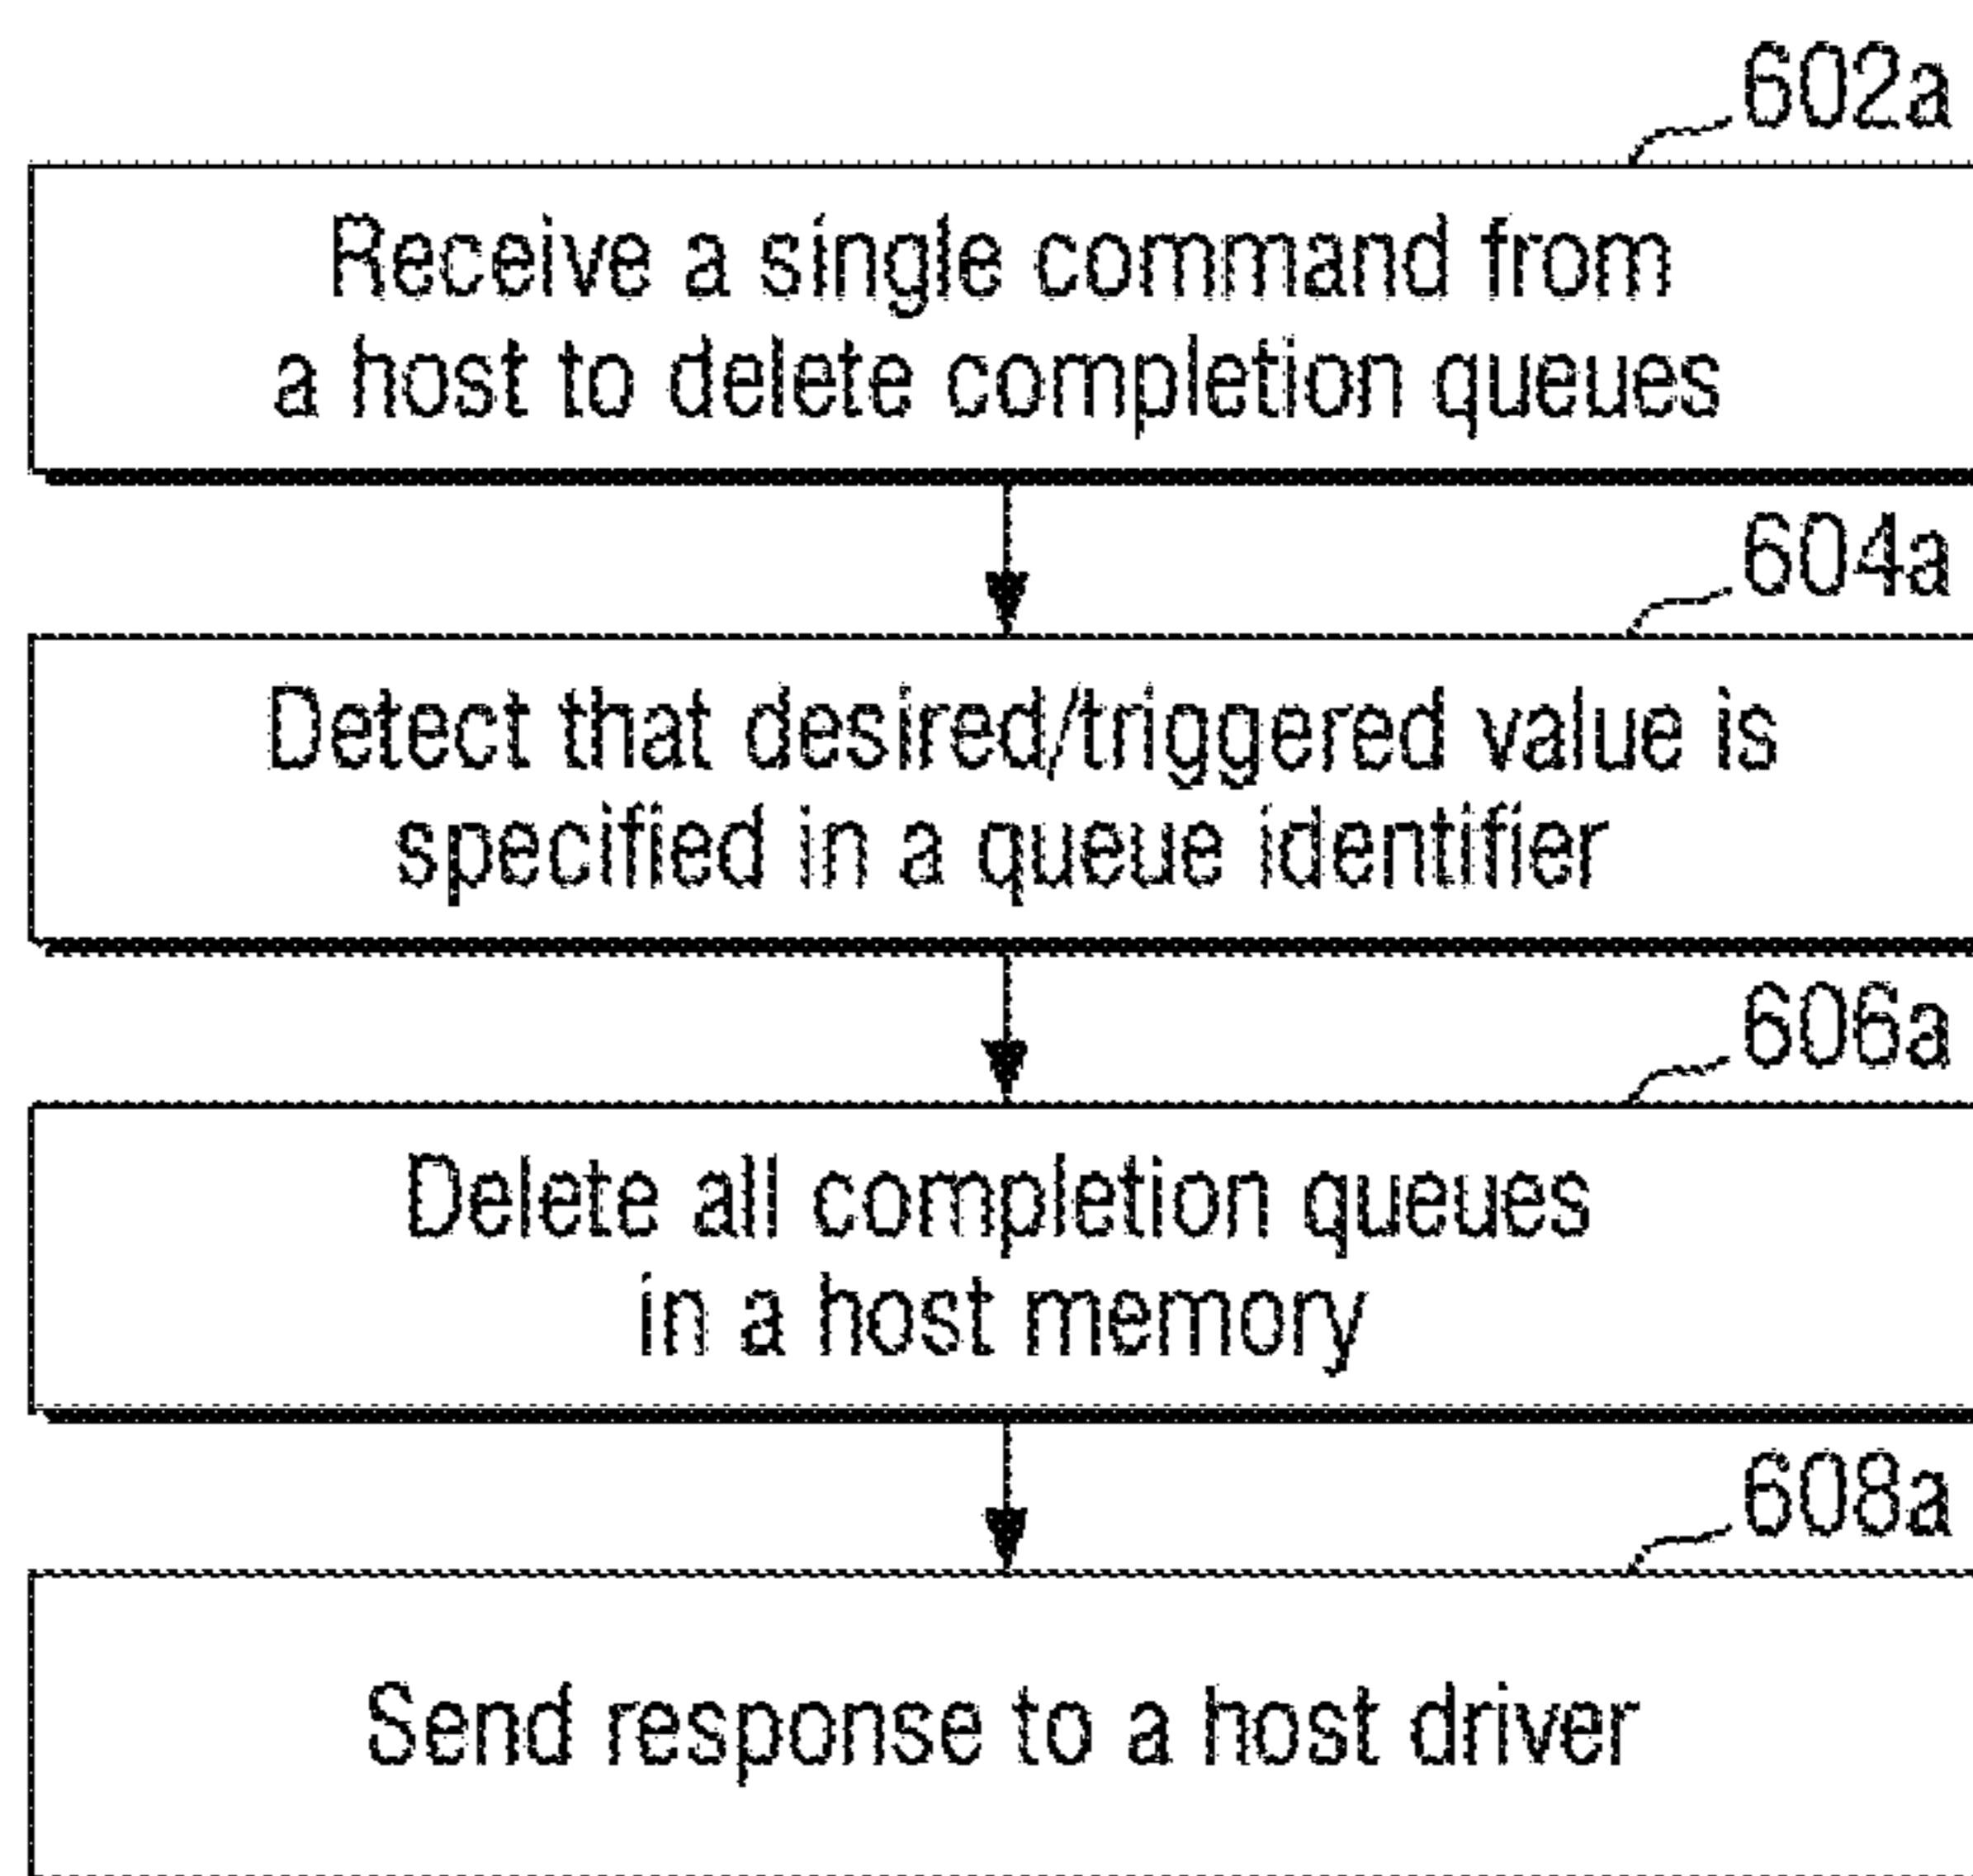 602a
Receive a single command from
a host to delete completion queues
604a
Detect that desired/triggered value is
specified in a queue identifier
606a
Delete all completion queues
in a host memory
608a
Send response to a host driver